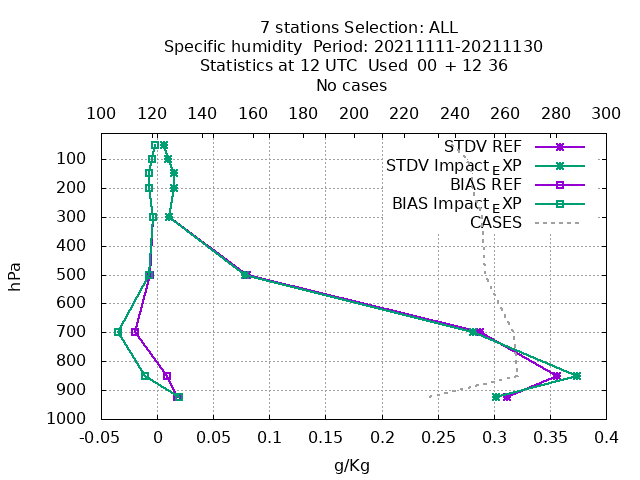 7 stations Selection: ALL
Specific humidity  Period: 20211111-20211130
Statistics at 12 UTC  Used  00 + 12 36
No cases
100 120 140 160 180 200 220 240 260 280 300
STDV REF
STDV Impact_EXP
BIAS REF
BIAS Impact_EXP
CASES
100
200
300
400
500
600
700
800
900
1000
hPa
-0.05 0 0.05 0.1 0.15 0.2 0.25 0.3 0.35 0.4
g/Kg